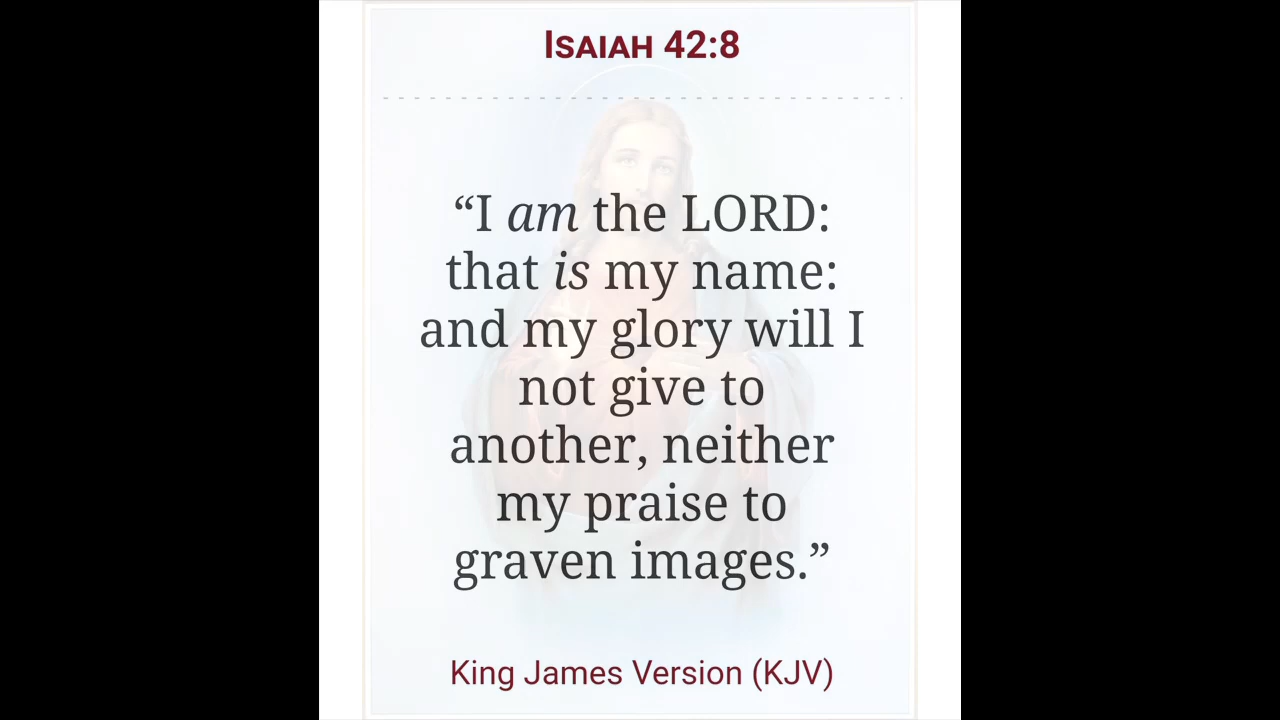 Isaiah 42:8
“I am the LORD:
that is my name:
and my glory will I
not give to
another, neither
my praise to
graven images.”
King James Version (KJV)